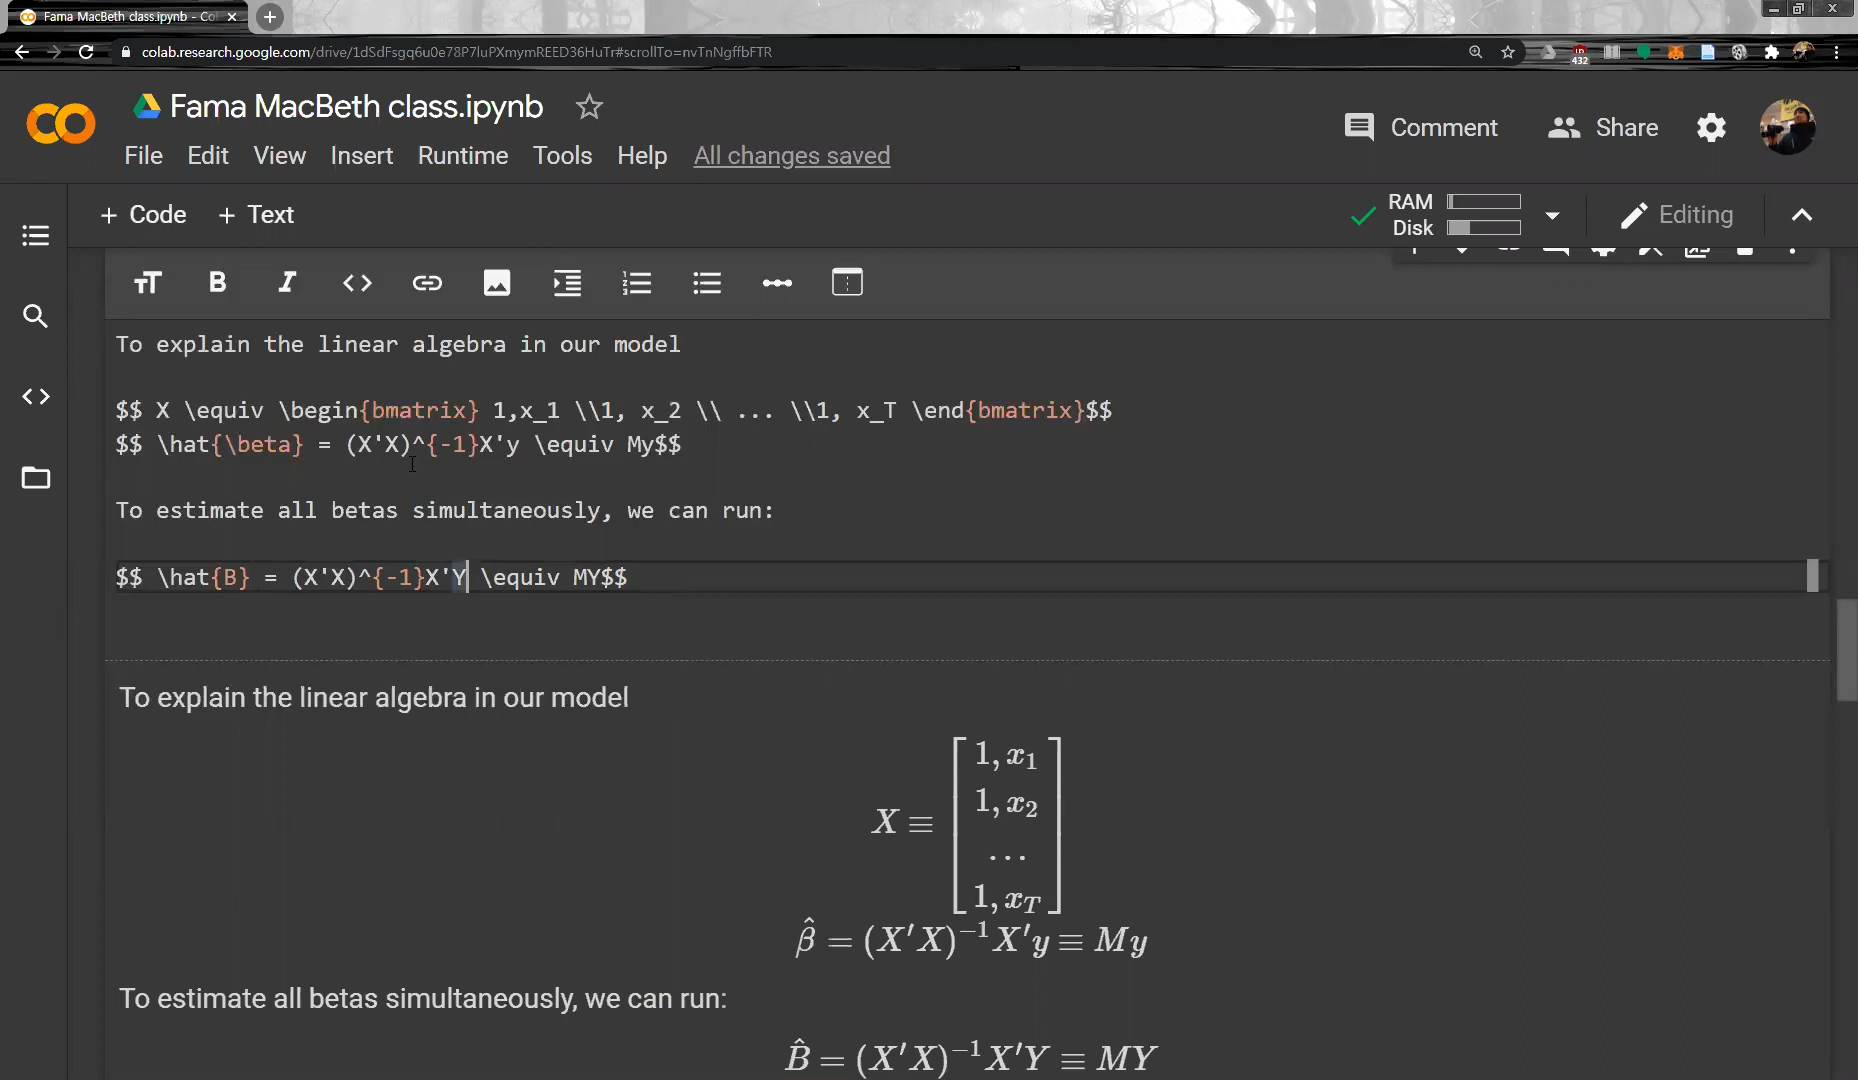 Fama MacBeth class.ipynb - Co
colab.research.google.com/drive/1dSdFsgq6u0e78P7luPXmymREED36HuTr#scrollTo=nvTnNgffbFTR
432
Fama MacBeth class.ipynb
Comment
Share
File Edit View Insert Runtime Tools Help All changes saved
+ Code + Text
RAM
Disk
Editing
To explain the linear algebra in our model
$$ X \equiv \begin{bmatrix} 1,x_1 \\1, x_2 \\ ... \\1, x_T \end{bmatrix}$$
$$ \hat{\beta} = (X'X)^{-1}X'y \equiv My$$
To estimate all betas simultaneously, we can run:
$$ \hat{B} = (X'X)^{-1}X'Y \equiv MY$$
To explain the linear algebra in our model
1, x₁
1, x₂
X ≡
...
1, x_T
β̂ = (X′X)⁻¹X′y ≡ My
To estimate all betas simultaneously, we can run:
B̂ = (X′X)⁻¹X′Y ≡ MY